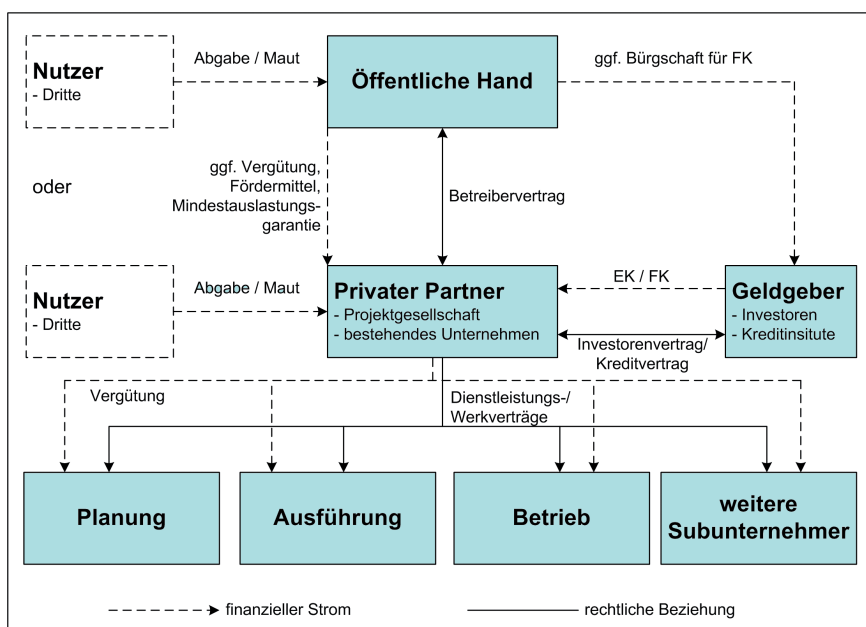 Nutzer
- Dritte
Abgabe / Maut
Öffentliche Hand
ggf. Bürgschaft für FK
oder
ggf. Vergütung,
Fördermittel,
Mindestauslastungs-
garantie
Betreibervertrag
Nutzer
- Dritte
Abgabe / Maut
Privater Partner
- Projektgesellschaft
- bestehendes Unternehmen
EK / FK
Investorenvertrag/
Kreditvertrag
Geldgeber
- Investoren
- Kreditinsitute
Vergütung
Dienstleistungs-/
Werkverträge
Planung
Ausführung
Betrieb
weitere
Subunternehmer
finanzieller Strom
rechtliche Beziehung